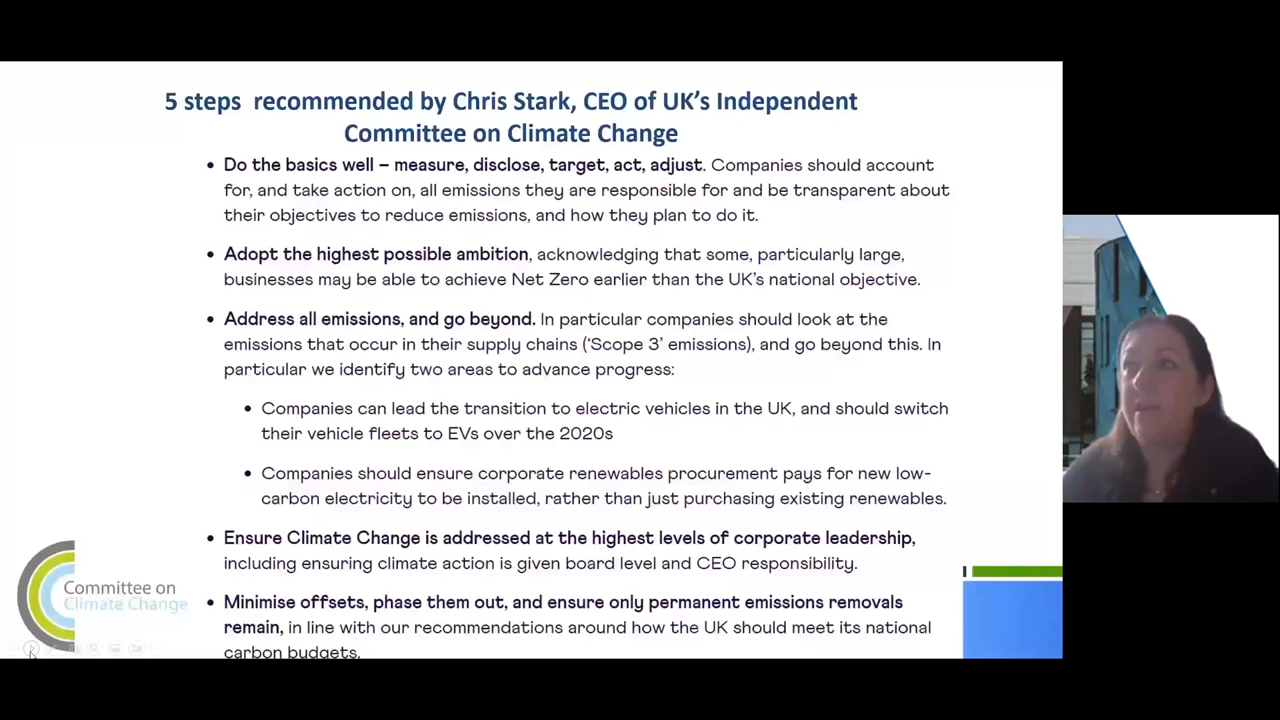 5 steps  recommended by Chris Stark, CEO of UK’s Independent
Committee on Climate Change
• Do the basics well – measure, disclose, target, act, adjust. Companies should account
for, and take action on, all emissions they are responsible for and be transparent about
their objectives to reduce emissions, and how they plan to do it.
• Adopt the highest possible ambition, acknowledging that some, particularly large,
businesses may be able to achieve Net Zero earlier than the UK’s national objective.
• Address all emissions, and go beyond. In particular companies should look at the
emissions that occur in their supply chains (‘Scope 3’ emissions), and go beyond this. In
particular we identify two areas to advance progress:
• Companies can lead the transition to electric vehicles in the UK, and should switch
their vehicle fleets to EVs over the 2020s
• Companies should ensure corporate renewables procurement pays for new low-
carbon electricity to be installed, rather than just purchasing existing renewables.
• Ensure Climate Change is addressed at the highest levels of corporate leadership,
including ensuring climate action is given board level and CEO responsibility.
• Minimise offsets, phase them out, and ensure only permanent emissions removals
remain, in line with our recommendations around how the UK should meet its national
carbon budgets.
Committee on
Climate Change